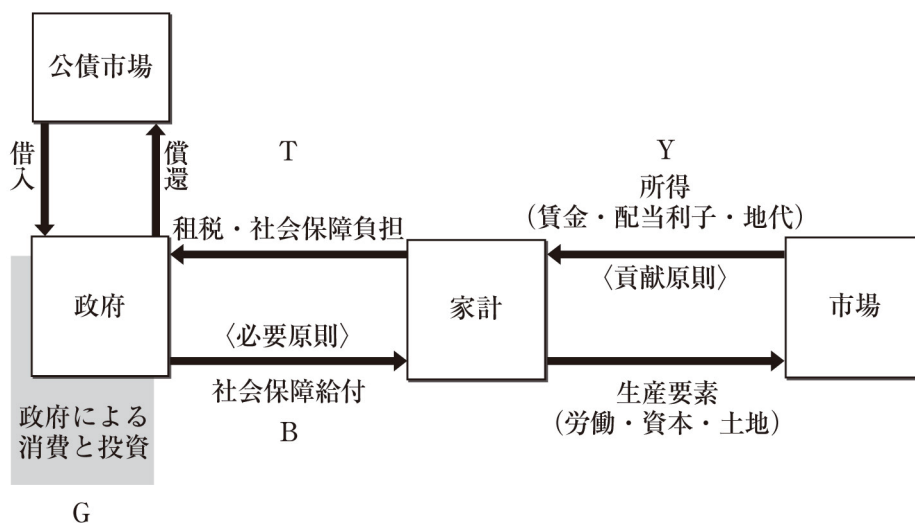 公債市場
借入
償還
T
Y
所得
（賃金・配当利子・地代）
租税・社会保障負担
〈貢献原則〉
政府
家計
市場
〈必要原則〉
社会保障給付
B
生産要素
（労働・資本・土地）
政府による
消費と投資
G